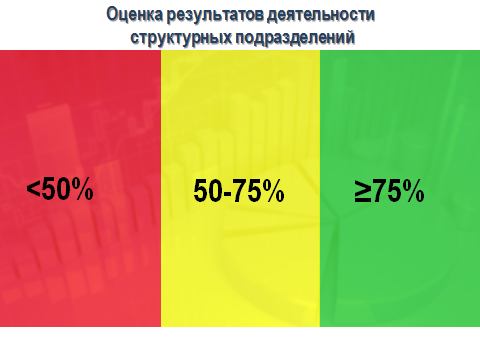 Оценка результатов деятельности
структурных подразделений
<50%
50-75%
≥75%